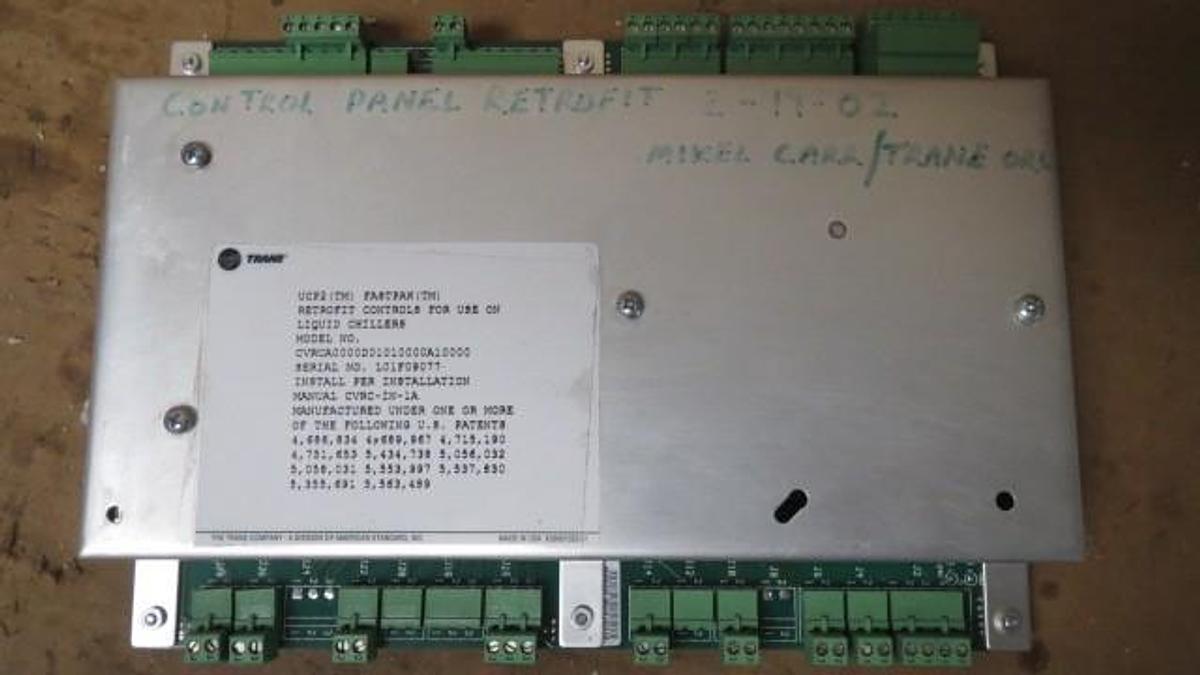 CONTROL PANEL RETROFIT 2-19-02
MIKEL CARR/TRANE ORL
TRANE
UCP2(TM) FASTPAK(TM)
RETROFIT CONTROLS FOR USE ON
LIQUID CHILLERS
MODEL NO.
CVRCA0000D01010000A10000
SERIAL NO. L01F09077
INSTALL PER INSTALLATION
MANUAL CVRC-IN-1A
MANUFACTURED UNDER ONE OR MORE
OF THE FOLLOWING U.S. PATENTS
4,686,834 4,689,967 4,715,190
4,751,653 5,434,738 5,056,032
5,058,031 5,553,997 5,537,830
5,355,691 5,563,489
THE TRANE COMPANY - A DIVISION OF AMERICAN STANDARD, INC. MADE IN USA